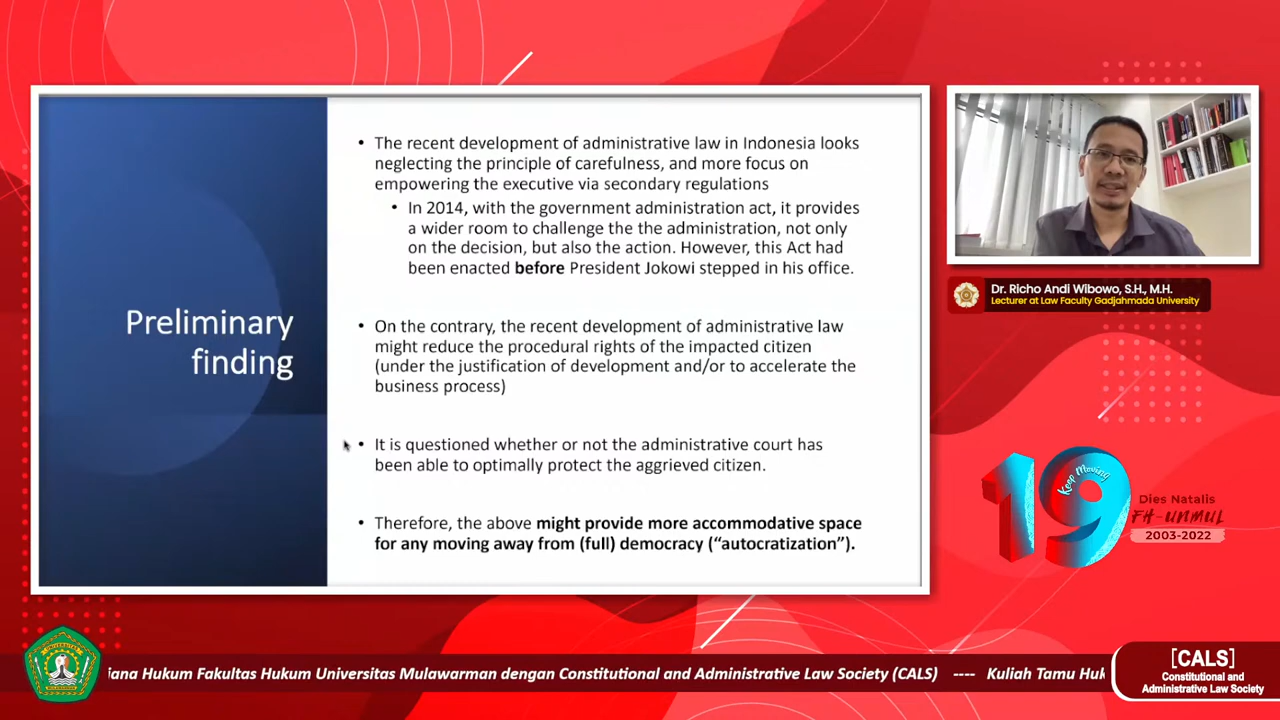 Preliminary
finding
• The recent development of administrative law in Indonesia looks
neglecting the principle of carefulness, and more focus on
empowering the executive via secondary regulations
• In 2014, with the government administration act, it provides
a wider room to challenge the the administration, not only
on the decision, but also the action. However, this Act had
been enacted before President Jokowi stepped in his office.
• On the contrary, the recent development of administrative law
might reduce the procedural rights of the impacted citizen
(under the justification of development and/or to accelerate the
business process)
• It is questioned whether or not the administrative court has
been able to optimally protect the aggrieved citizen.
• Therefore, the above might provide more accommodative space
for any moving away from (full) democracy (“autocratization”).
Dr. Richo Andi Wibowo, S.H., M.H.
Lecturer at Law Faculty Gadjahmada University
19
Keep Moving
Dies Natalis
FH-UNMUL
2003-2022
iana Hukum Fakultas Hukum Universitas Mulawarman dengan Constitutional and Administrative Law Society (CALS) ---- Kuliah Tamu Huk
[CALS]
Constitutional and
Administrative Law Society